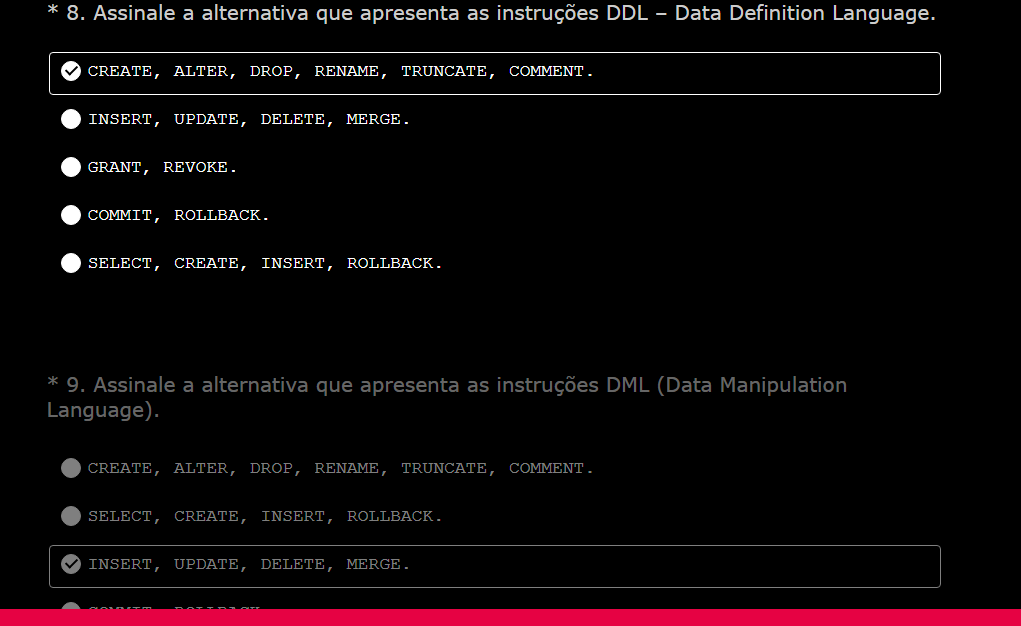 * 8. Assinale a alternativa que apresenta as instruções DDL – Data Definition Language.
CREATE, ALTER, DROP, RENAME, TRUNCATE, COMMENT.
INSERT, UPDATE, DELETE, MERGE.
GRANT, REVOKE.
COMMIT, ROLLBACK.
SELECT, CREATE, INSERT, ROLLBACK.
* 9. Assinale a alternativa que apresenta as instruções DML (Data Manipulation
Language).
CREATE, ALTER, DROP, RENAME, TRUNCATE, COMMENT.
SELECT, CREATE, INSERT, ROLLBACK.
INSERT, UPDATE, DELETE, MERGE.
COMMIT, ROLLBACK.